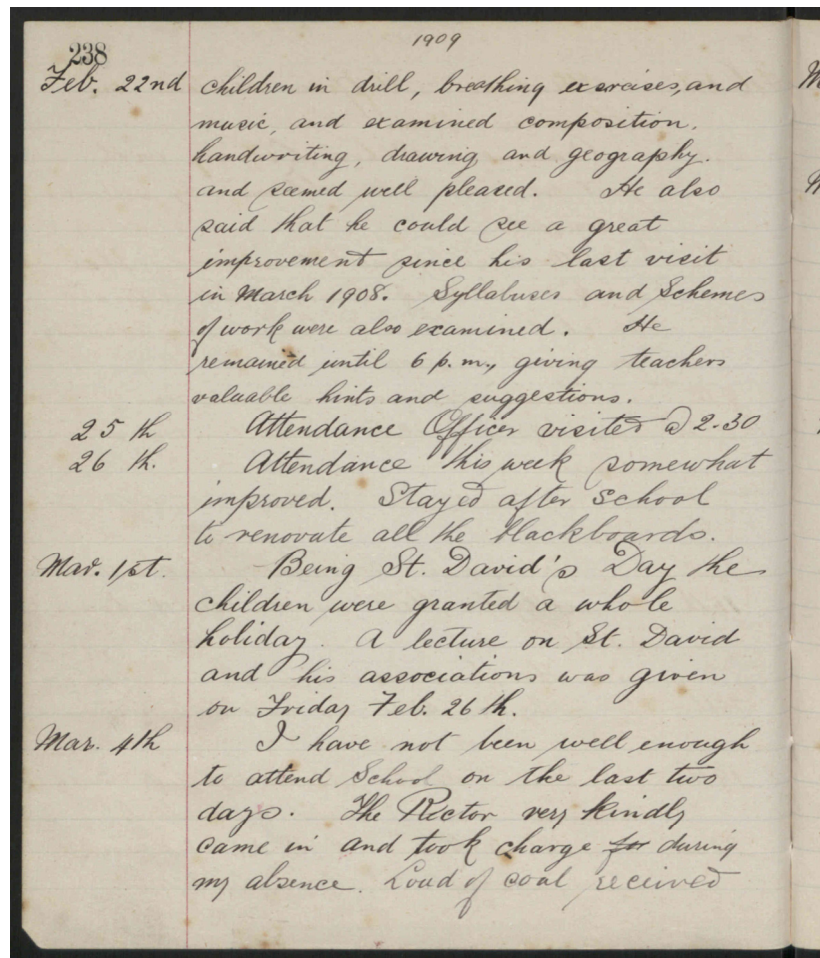 1909
238
Feb. 22nd children in drill, breathing exercises, and
music, and examined composition.
handwriting, drawing and geography.
and seemed well pleased. He also
said that he could see a great
improvement since his last visit
in March 1908. Syllabuses and Schemes
of work were also examined. He
remained until 6 p.m., giving teachers
valuable hints and suggestions.
25 th Attendance Officer visited @ 2.30
26 th. Attendance this week somewhat
improved. Stayed after School
to renovate all the blackboards.
Mar. 1st. Being St. David's Day the
children were granted a whole
holiday. A lecture on St. David
and his associations was given
on Friday Feb. 26th.
Mar. 4th I have not been well enough
to attend School on the last two
days. The Rector very kindly
came in and took charge for during
my absence. Load of coal received